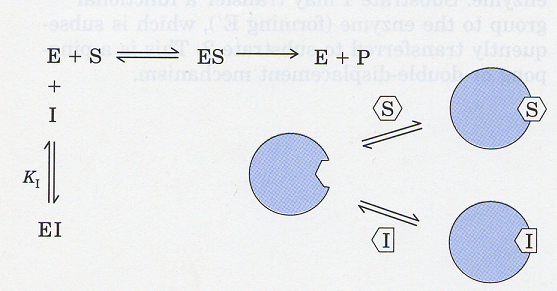 E + S ⇌ ES → E + P
+
I
K_I
EI
S
S
I
I